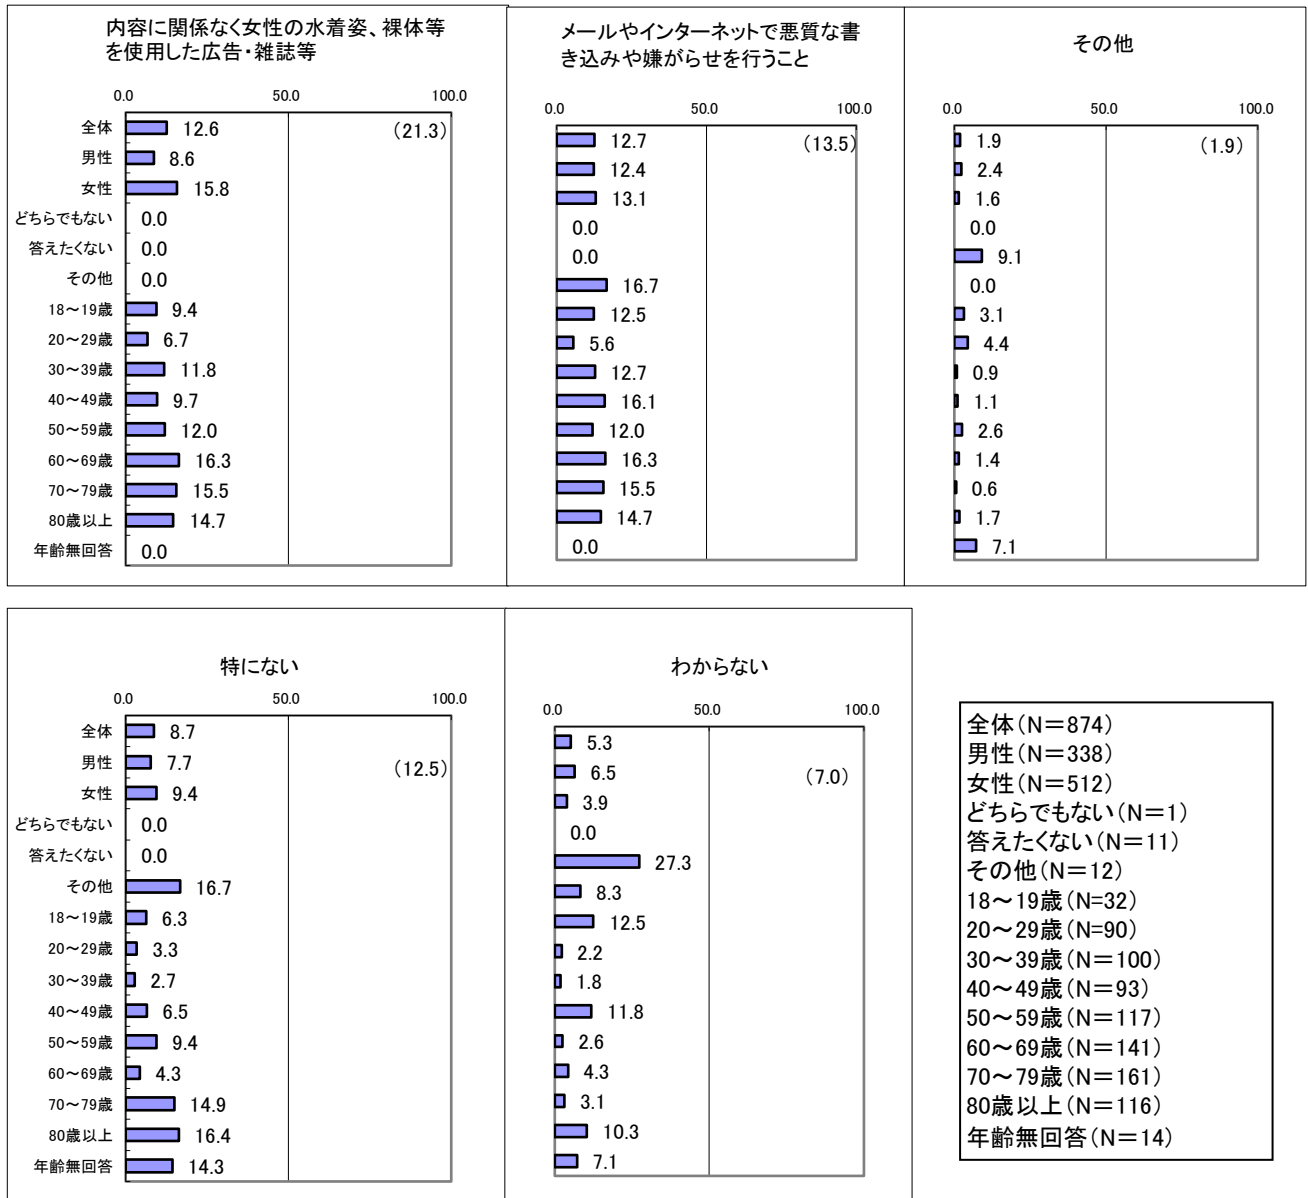 内容に関係なく女性の水着姿、裸体等
を使用した広告・雑誌等
0.0 50.0 100.0
全体 12.6 (21.3)
男性 8.6
女性 15.8
どちらでもない 0.0
答えたくない 0.0
その他 0.0
18～19歳 9.4
20～29歳 6.7
30～39歳 11.8
40～49歳 9.7
50～59歳 12.0
60～69歳 16.3
70～79歳 15.5
80歳以上 14.7
年齢無回答 0.0
メールやインターネットで悪質な書
き込みや嫌がらせを行うこと
0.0 50.0 100.0
12.7 (13.5)
12.4
13.1
0.0
0.0
16.7
12.5
5.6
12.7
16.1
12.0
16.3
15.5
14.7
0.0
その他
0.0 50.0 100.0
1.9 (1.9)
2.4
1.6
0.0
9.1
0.0
3.1
4.4
0.9
1.1
2.6
1.4
0.6
1.7
7.1
特にない
0.0 50.0 100.0
全体 8.7
男性 7.7 (12.5)
女性 9.4
どちらでもない 0.0
答えたくない 0.0
その他 16.7
18～19歳 6.3
20～29歳 3.3
30～39歳 2.7
40～49歳 6.5
50～59歳 9.4
60～69歳 4.3
70～79歳 14.9
80歳以上 16.4
年齢無回答 14.3
わからない
0.0 50.0 100.0
5.3
6.5 (7.0)
3.9
0.0
27.3
8.3
12.5
2.2
1.8
11.8
2.6
4.3
3.1
10.3
7.1
全体(N＝874)
男性(N＝338)
女性(N＝512)
どちらでもない(N＝1)
答えたくない(N＝11)
その他(N＝12)
18～19歳(N=32)
20～29歳(N=90)
30～39歳(N＝100)
40～49歳(N＝93)
50～59歳(N＝117)
60～69歳(N＝141)
70～79歳(N＝161)
80歳以上(N＝116)
年齢無回答(N＝14)